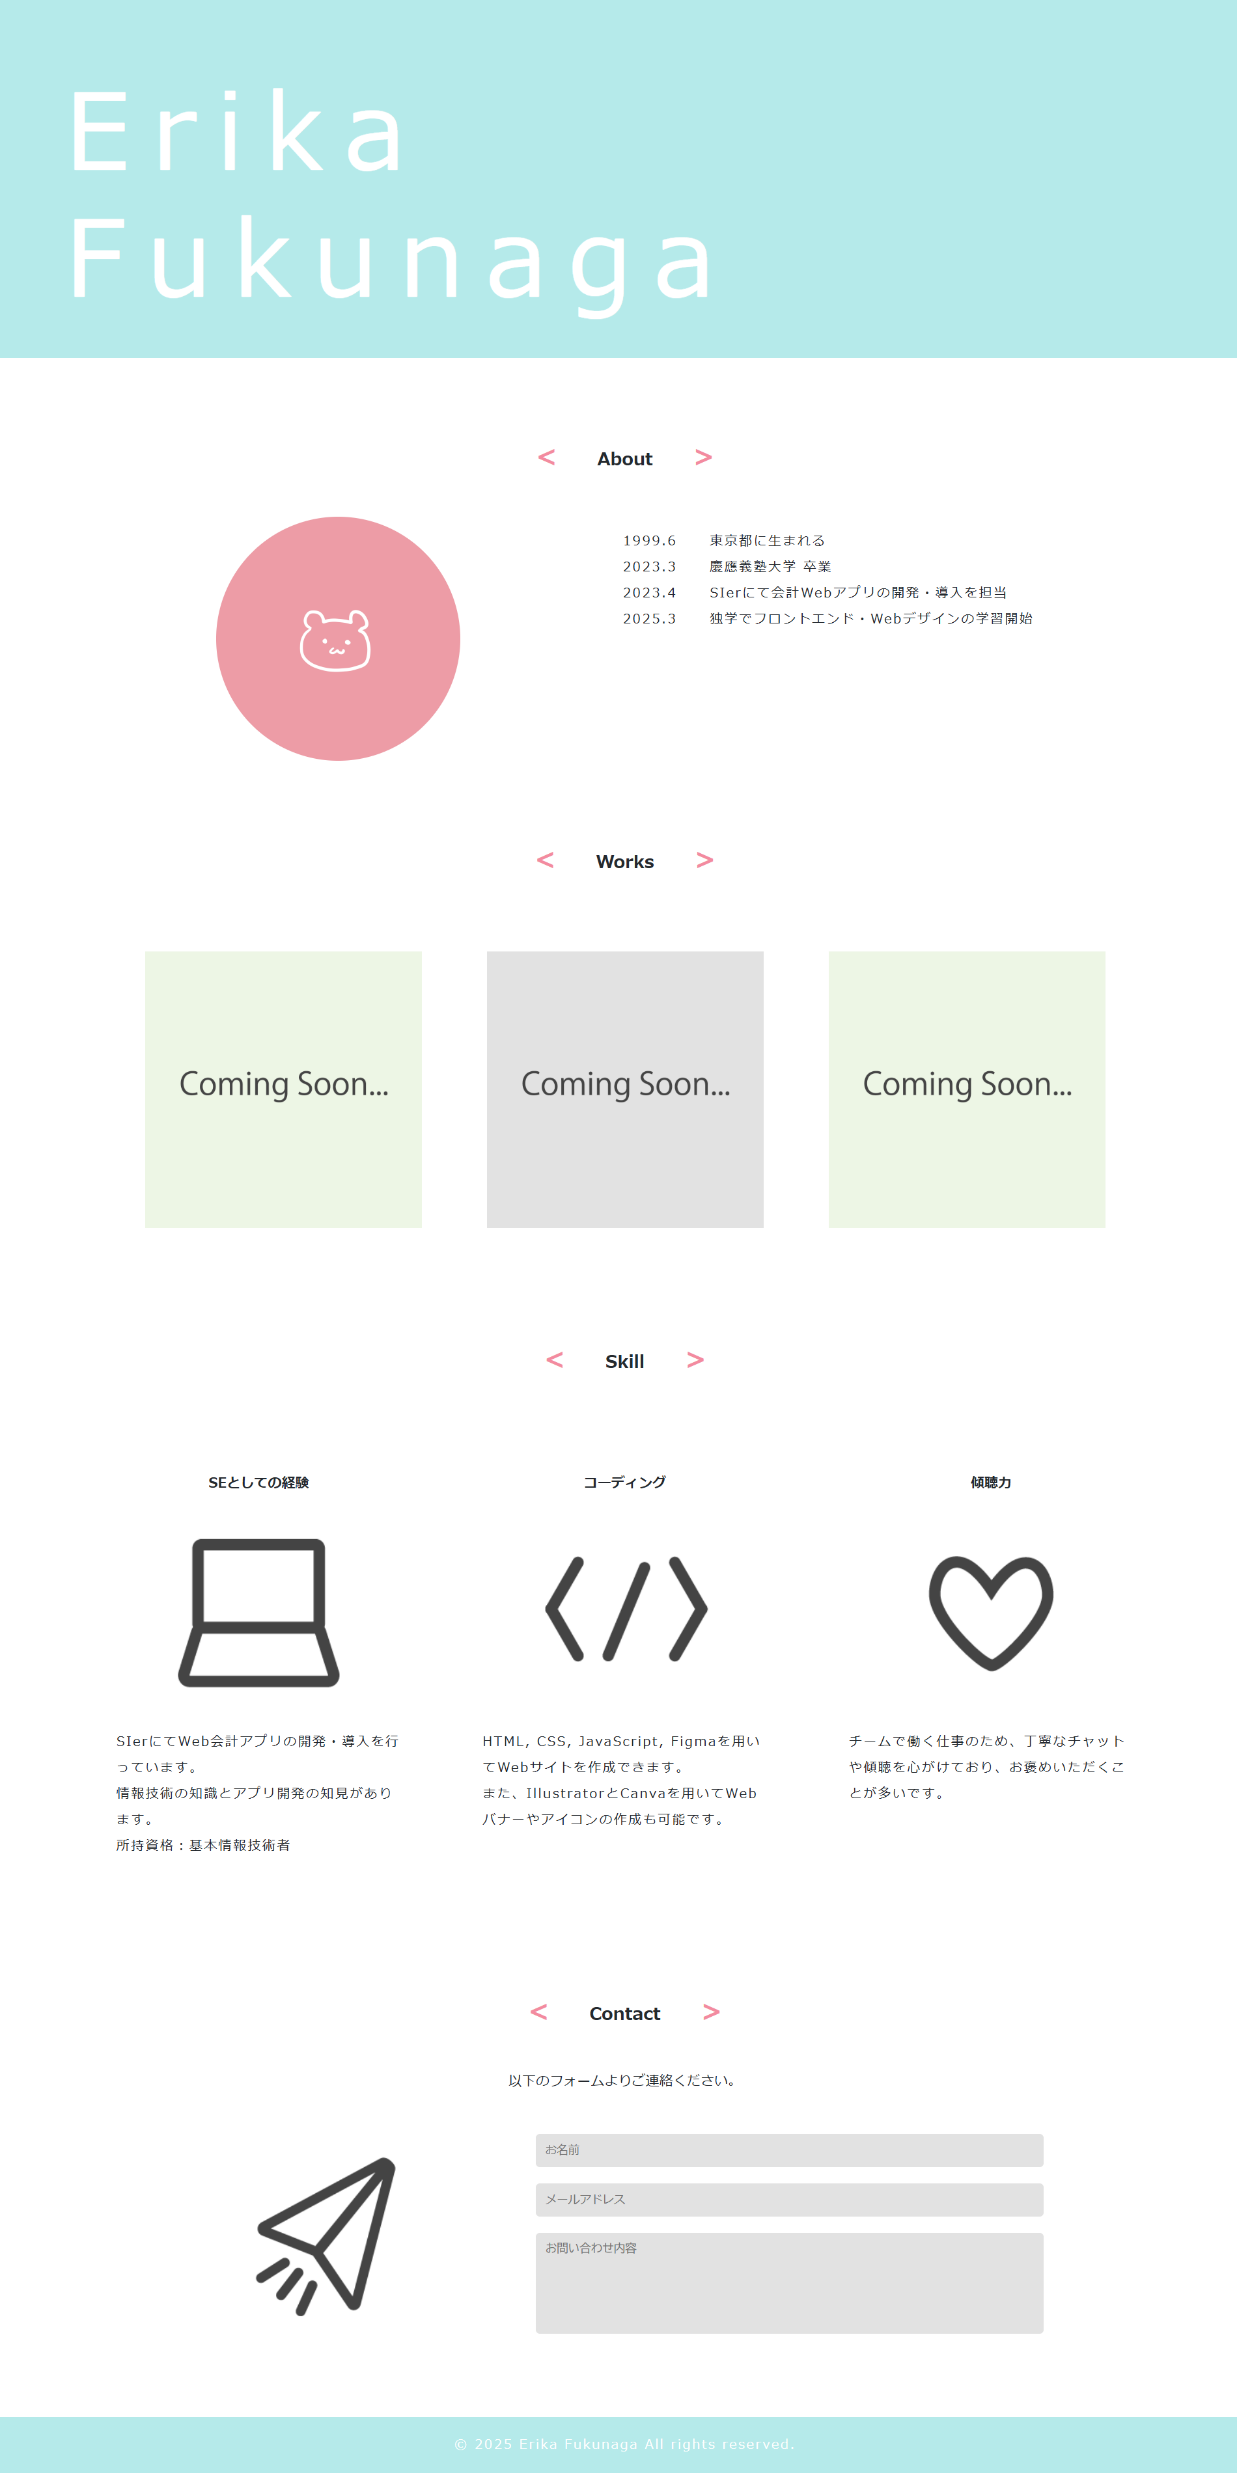 Erika
Fukunaga
< About >
1999.6 東京都に生まれる
2023.3 慶應義塾大学 卒業
2023.4 SIerにて会計Webアプリの開発・導入を担当
2025.3 独学でフロントエンド・Webデザインの学習開始
< Works >
Coming Soon...
Coming Soon...
Coming Soon...
< Skill >
SEとしての経験
SIerにてWeb会計アプリの開発・導入を行
っています。
情報技術の知識とアプリ開発の知見があり
ます。
所持資格：基本情報技術者
コーディング
</>
HTML, CSS, JavaScript, Figmaを用い
てWebサイトを作成できます。
また、IllustratorとCanvaを用いてWeb
バナーやアイコンの作成も可能です。
傾聴力
チームで働く仕事のため、丁寧なチャット
や傾聴を心がけており、お褒めいただくこ
とが多いです。
< Contact >
以下のフォームよりご連絡ください。
お名前
メールアドレス
お問い合わせ内容
© 2025 Erika Fukunaga All rights reserved.